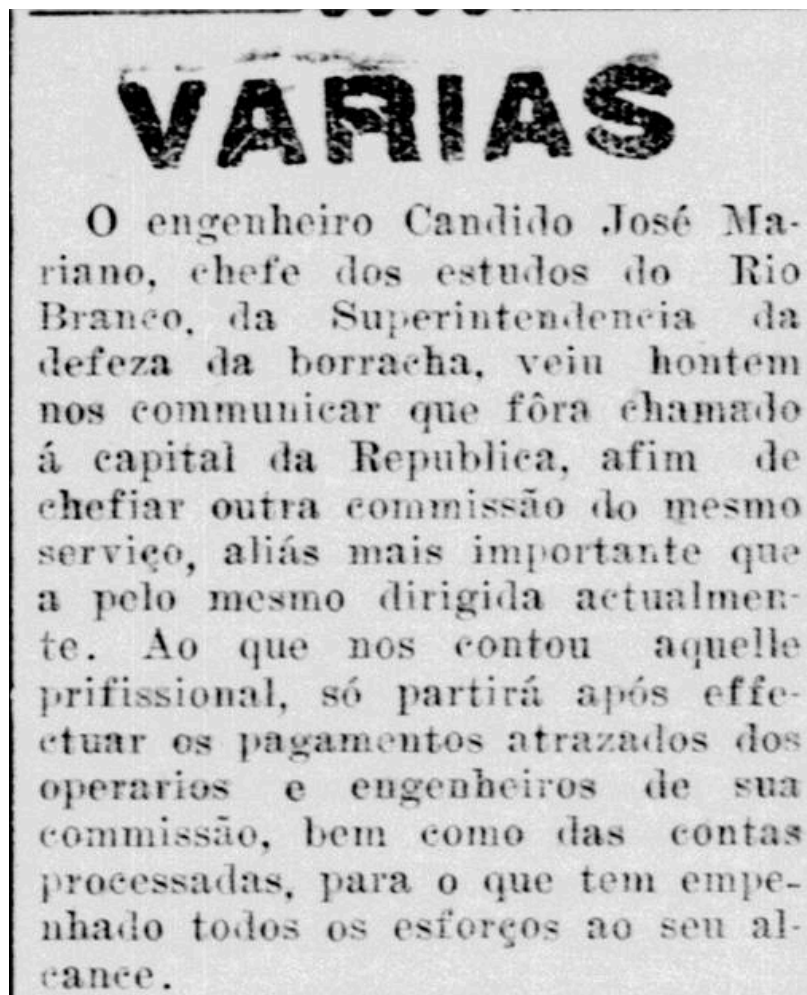 VARIAS
O engenheiro Candido José Ma-
riano, chefe dos estudos do Rio
Branco, da Superintendencia da
defeza da borracha, veiu hontem
nos communicar que fôra chamado
á capital da Republica, afim de
chefiar outra commissão do mesmo
serviço, aliás mais importante que
a pelo mesmo dirigida actualmen-
te. Ao que nos contou aquelle
prifissional, só partirá após effe-
ctuar os pagamentos atrazados dos
operarios e engenheiros de sua
commissão, bem como das contas
processadas, para o que tem empe-
nhado todos os esforços ao seu al-
cance.